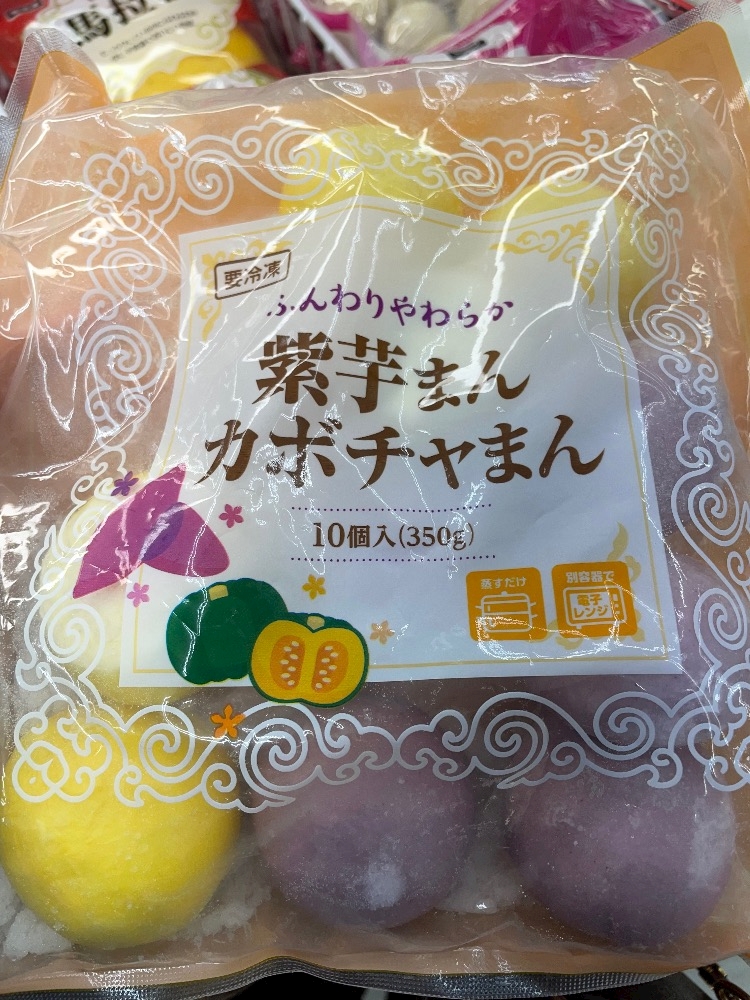 馬拉
要冷凍
ふんわりやわらか
紫芋まん
カボチャまん
10個入(350g)
蒸すだけ
別容器で
電子
レンジ